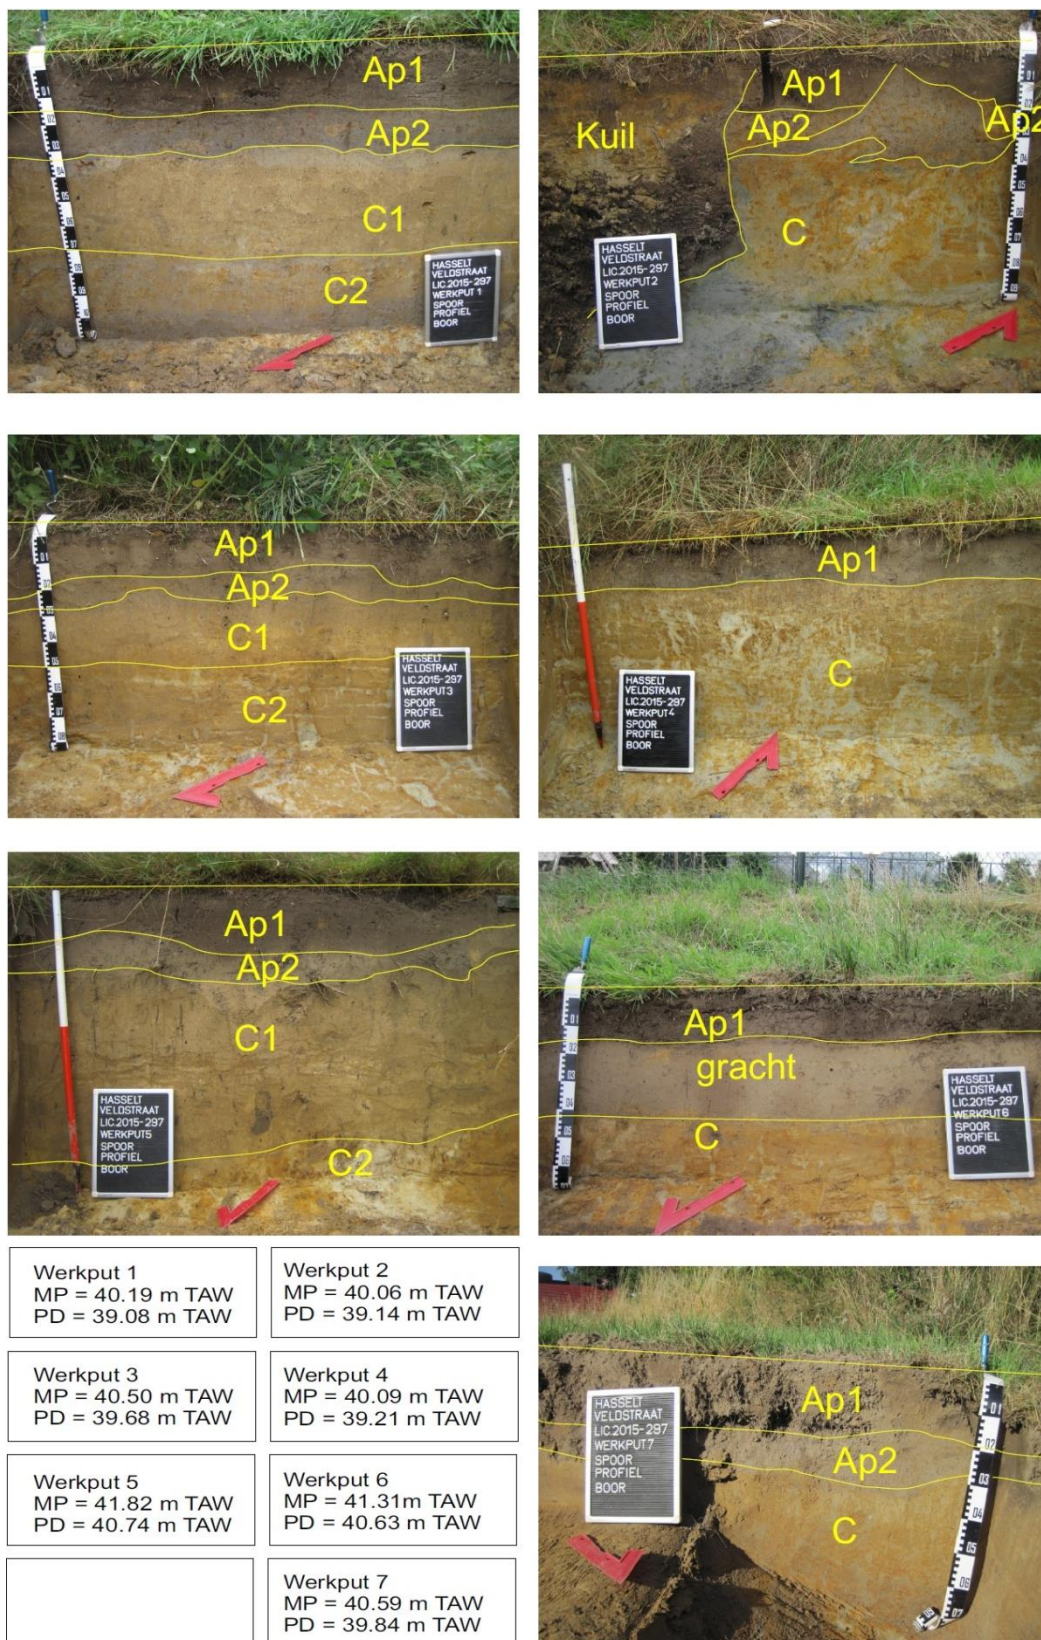 Ap1
Ap2
C1
C2
HASSELT
VELDSTRAAT
LIC.2015-297
WERKPUT 1
SPOOR
PROFIEL
BOOR
Ap1
Ap2
Ap2
Kuil
C
HASSELT
VELDSTRAAT
LIC.2015-297
WERKPUT 2
SPOOR
PROFIEL
BOOR
Ap1
Ap2
C1
C2
HASSELT
VELDSTRAAT
LIC.2015-297
WERKPUT3
SPOOR
PROFIEL
BOOR
Ap1
C
HASSELT
VELDSTRAAT
LIC.2015-297
WERKPUT4
SPOOR
PROFIEL
BOOR
Ap1
Ap2
C1
C2
HASSELT
VELDSTRAAT
LIC.2015-297
WERKPUT5
SPOOR
PROFIEL
BOOR
Ap1
gracht
C
HASSELT
VELDSTRAAT
LIC.2015-297
WERKPUT6
SPOOR
PROFIEL
BOOR
Werkput 1
MP = 40.19 m TAW
PD = 39.08 m TAW
Werkput 2
MP = 40.06 m TAW
PD = 39.14 m TAW
Werkput 3
MP = 40.50 m TAW
PD = 39.68 m TAW
Werkput 4
MP = 40.09 m TAW
PD = 39.21 m TAW
Werkput 5
MP = 41.82 m TAW
PD = 40.74 m TAW
Werkput 6
MP = 41.31m TAW
PD = 40.63 m TAW
Werkput 7
MP = 40.59 m TAW
PD = 39.84 m TAW
Ap1
Ap2
C
HASSELT
VELDSTRAAT
LIC.2015-297
WERKPUT7
SPOOR
PROFIEL
BOOR